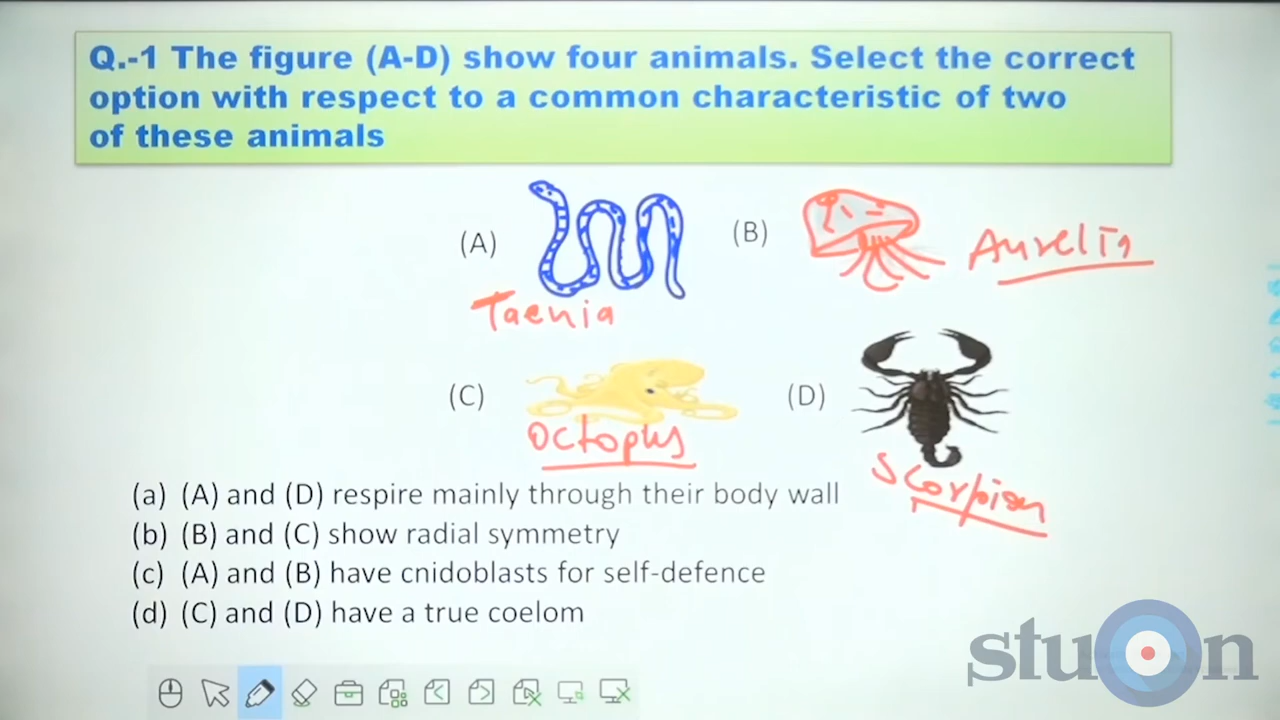 Q.-1 The figure (A-D) show four animals. Select the correct
option with respect to a common characteristic of two
of these animals
(A)
(B)
Aurelia
Taenia
(C)
(D)
Octophs
Scorpion
(a) (A) and (D) respire mainly through their body wall
(b) (B) and (C) show radial symmetry
(c) (A) and (B) have cnidoblasts for self-defence
(d) (C) and (D) have a true coelom
stuon